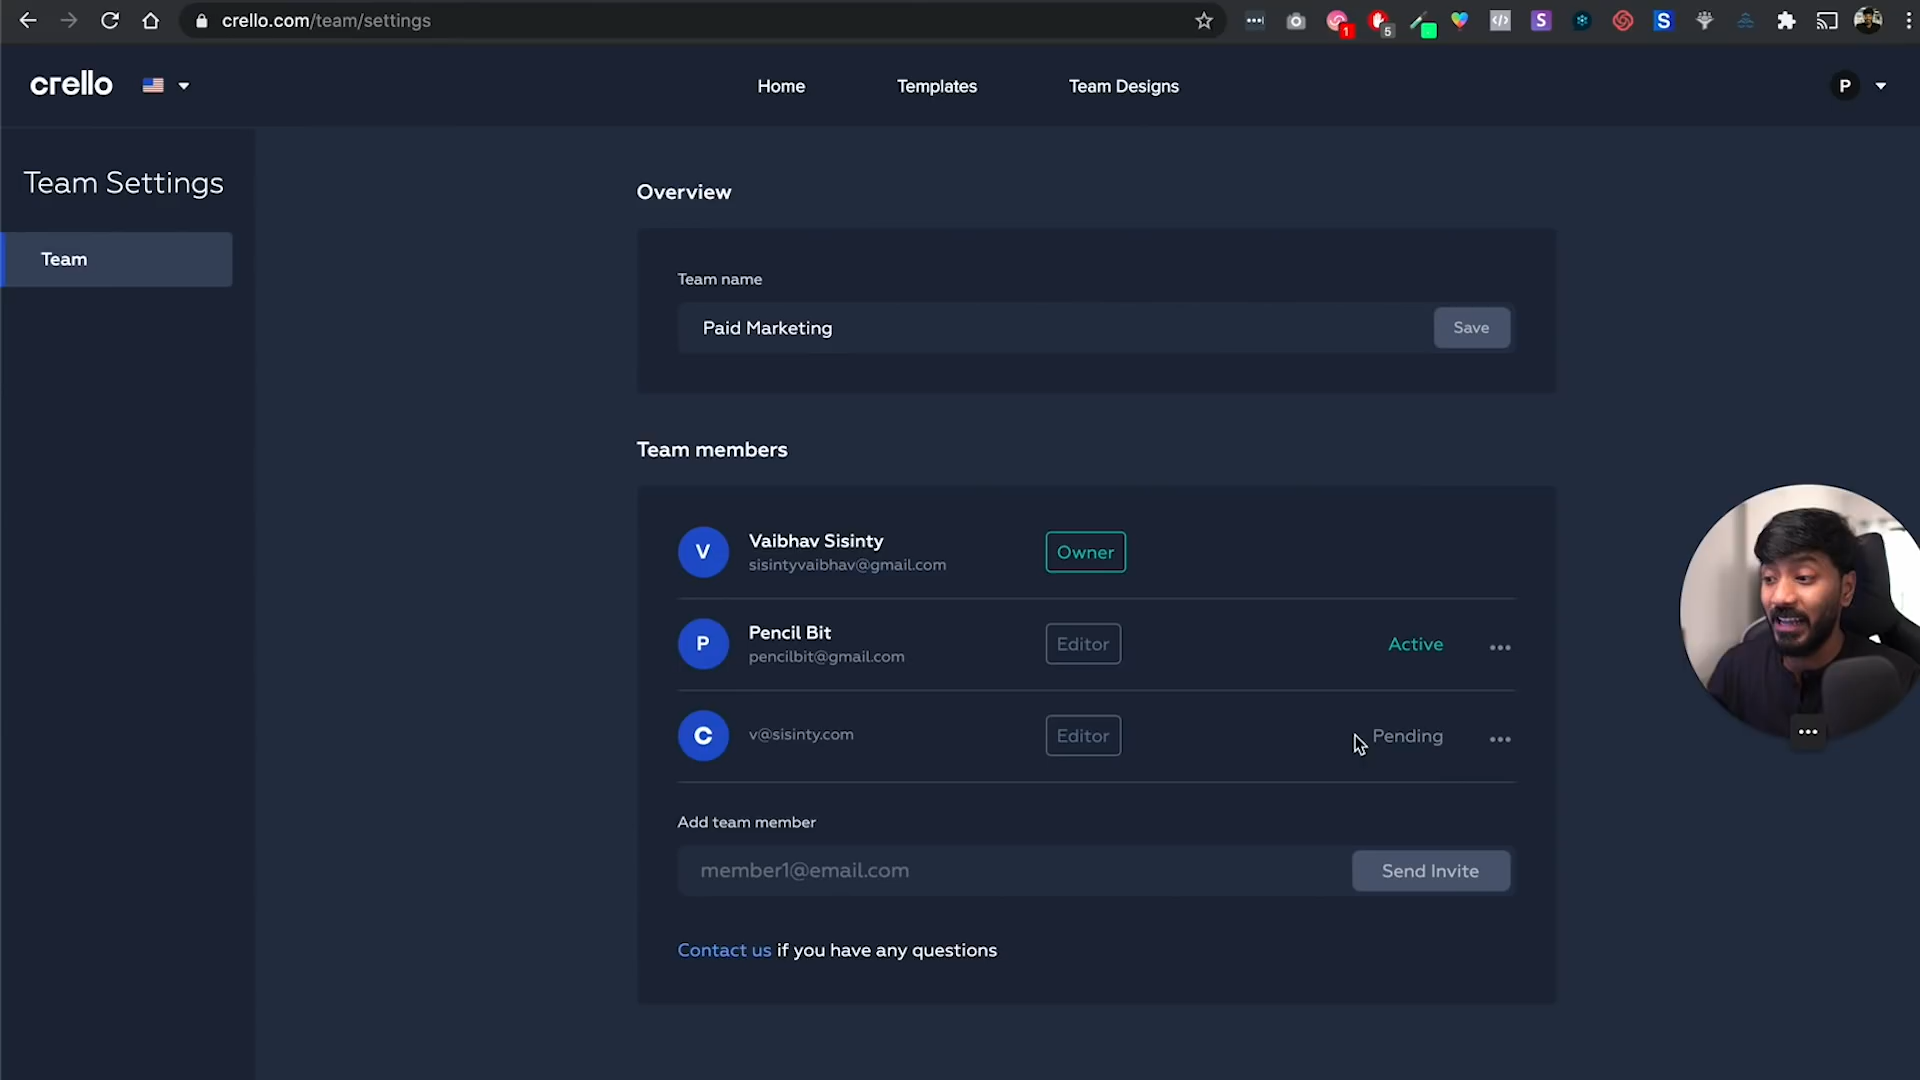 crello.com/team/settings
1
5
S
S
crello
Home
Templates
Team Designs
P
Team Settings
Team
Overview
Team name
Paid Marketing
Save
Team members
V
Vaibhav Sisinty
sisintyvaibhav@gmail.com
Owner
P
Pencil Bit
pencilbit@gmail.com
Editor
Active
C
v@sisinty.com
Editor
Pending
Add team member
member1@email.com
Send Invite
Contact us if you have any questions